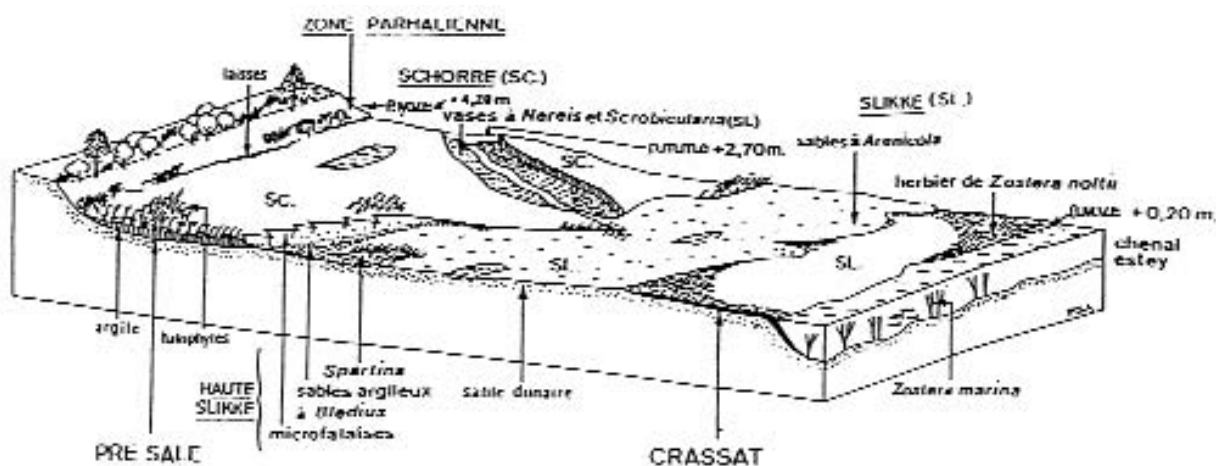 ZONE PARHALIENNE
laisses
SCHORRE (SC.)
+4,20 m
vases à Nereis et Scrobicularia (SL)
SLIKKE (SL.)
sables à Arenicola
SC.
+2,70 m.
herbier de Zostera noltii
+0,20 m.
chenal
estey
SC.
SL.
SL.
argile
halophytes
HAUTE
SLIKKE
Spartina
sables argileux
à Bledius
microfalaises
sable dunaire
Zostera marina
PRE SALE
CRASSAT